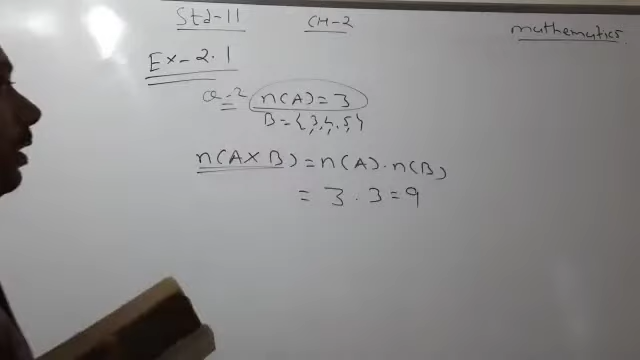 Std-11 CH-2 mathematics
Ex-2.1
Q-2 n(A)=3
B={3,4,5,}
n(A×B)=n(A).n(B)
= 3.3=9